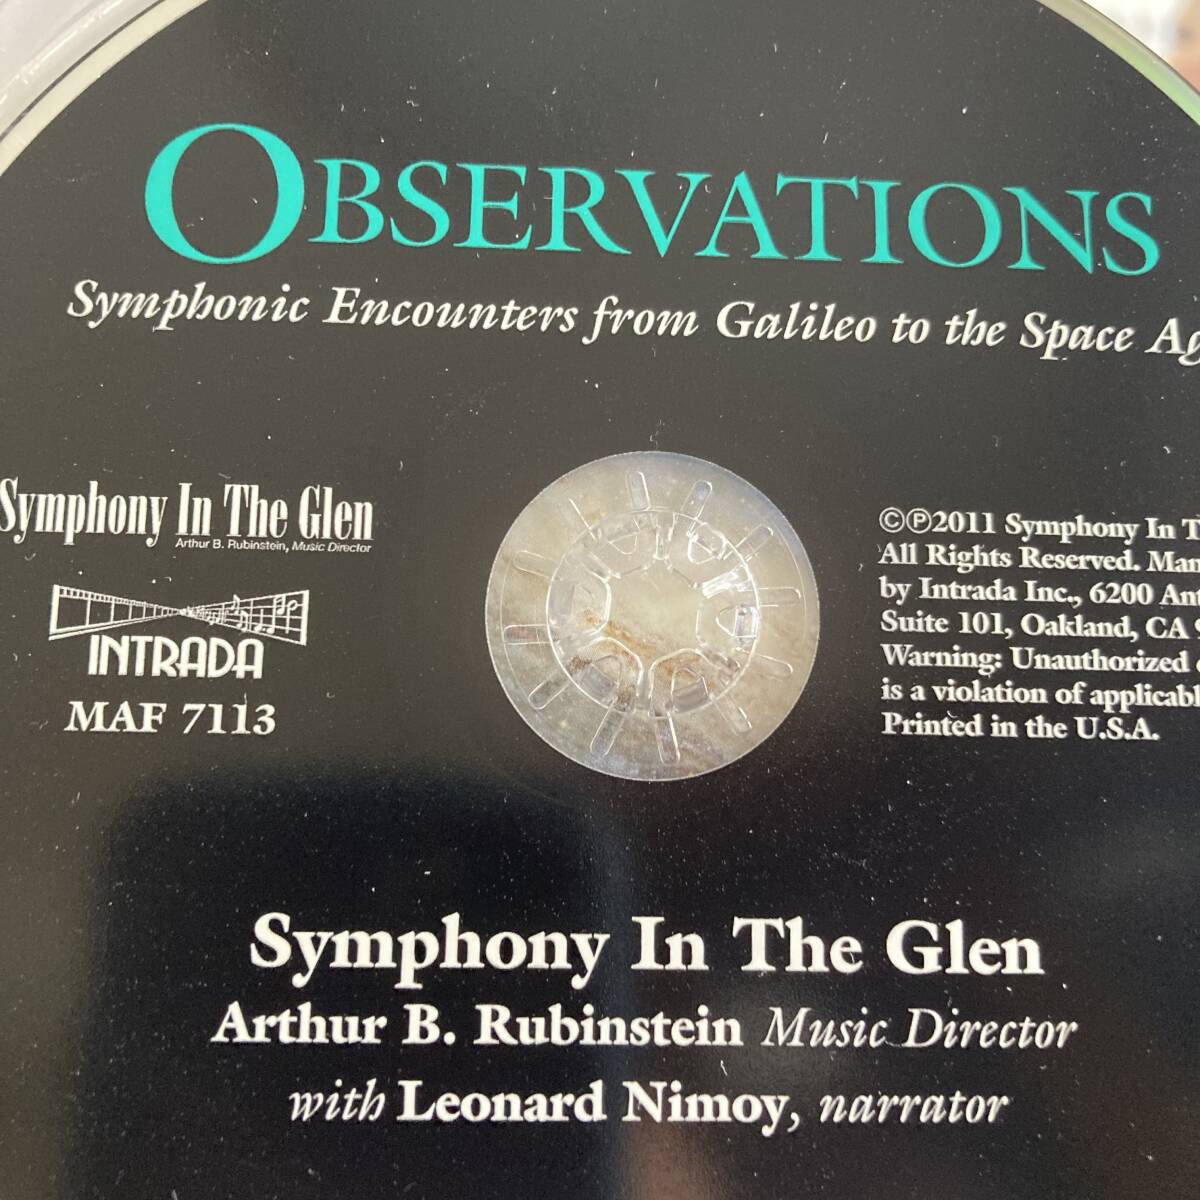 OBSERVATIONS
Symphonic Encounters from Galileo to the Space
Symphony In The Glen
Arthur B. Rubinstein, Music Director
INTRADA
MAF 7113
©℗2011 Symphony In
All Rights Reserved.
by Intrada Inc., 6200
Suite 101, Oakland, CA
Warning: Unauthorized
is a violation of
Printed in the U.S.A.
Symphony In The Glen
Arthur B. Rubinstein Music Director
with Leonard Nimoy, narrator